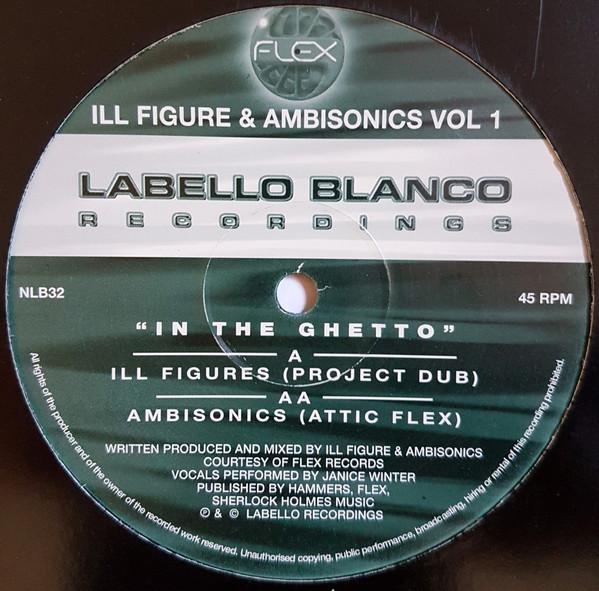 FLEX
ILL FIGURE & AMBISONICS VOL 1
LABELLO BLANCO
RECORDINGS
NLB32
45 RPM
"IN THE GHETTO"
A
ILL FIGURES (PROJECT DUB)
AA
AMBISONICS (ATTIC FLEX)
WRITTEN PRODUCED AND MIXED BY ILL FIGURE & AMBISONICS
COURTESY OF FLEX RECORDS
VOCALS PERFORMED BY JANICE WINTER
PUBLISHED BY HAMMERS, FLEX,
SHERLOCK HOLMES MUSIC
℗ & © LABELLO RECORDINGS
All rights of the producer and of the owner of the recorded work reserved. Unauthorised copying, public performance, broadcasting, hiring or rental of this recording prohibited.